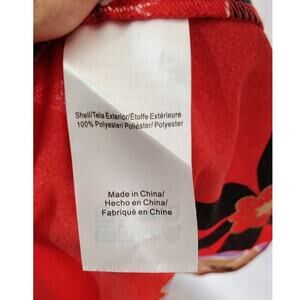 Shell/Tela Exterior/Étoffe Extérieure
100% Polyester/ Poliéster/ Polyester
Made in China/
Hecho en China/
Fabriqué en Chine